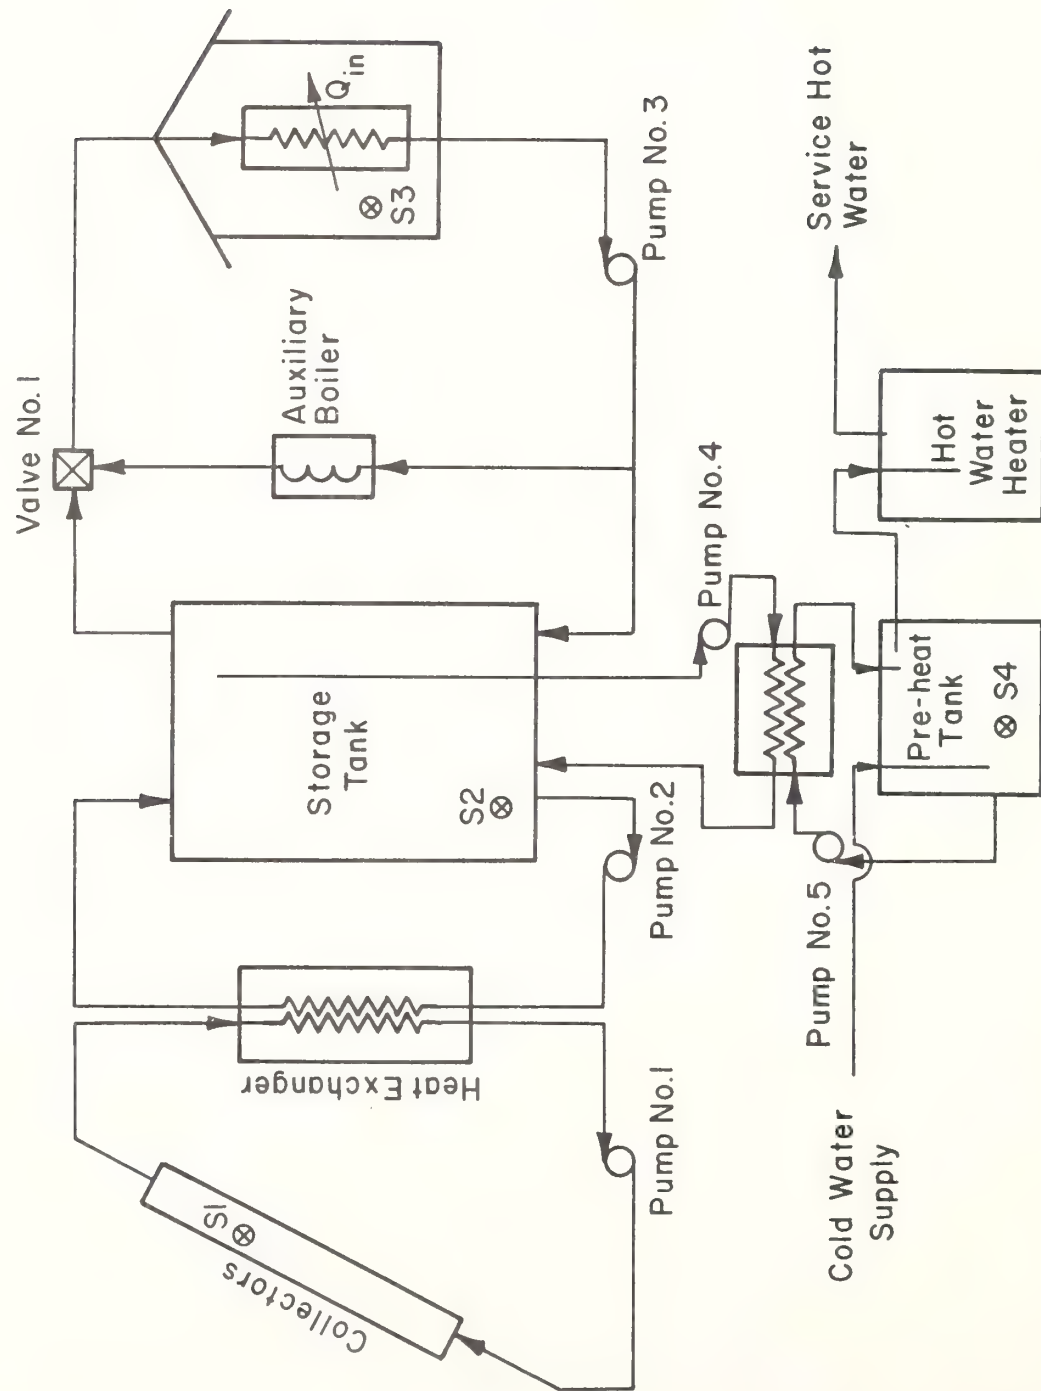 Valve No. 1
Auxiliary
Boiler
Q in
S3
Pump No. 3
Storage
Tank
S2
Heat Exchanger
Collectors
S1
Pump No. 1
Pump No. 2
Pump No. 4
Pump No. 5
Cold Water
Supply
Pre-heat
Tank
S4
Hot
Water
Heater
Service Hot
Water